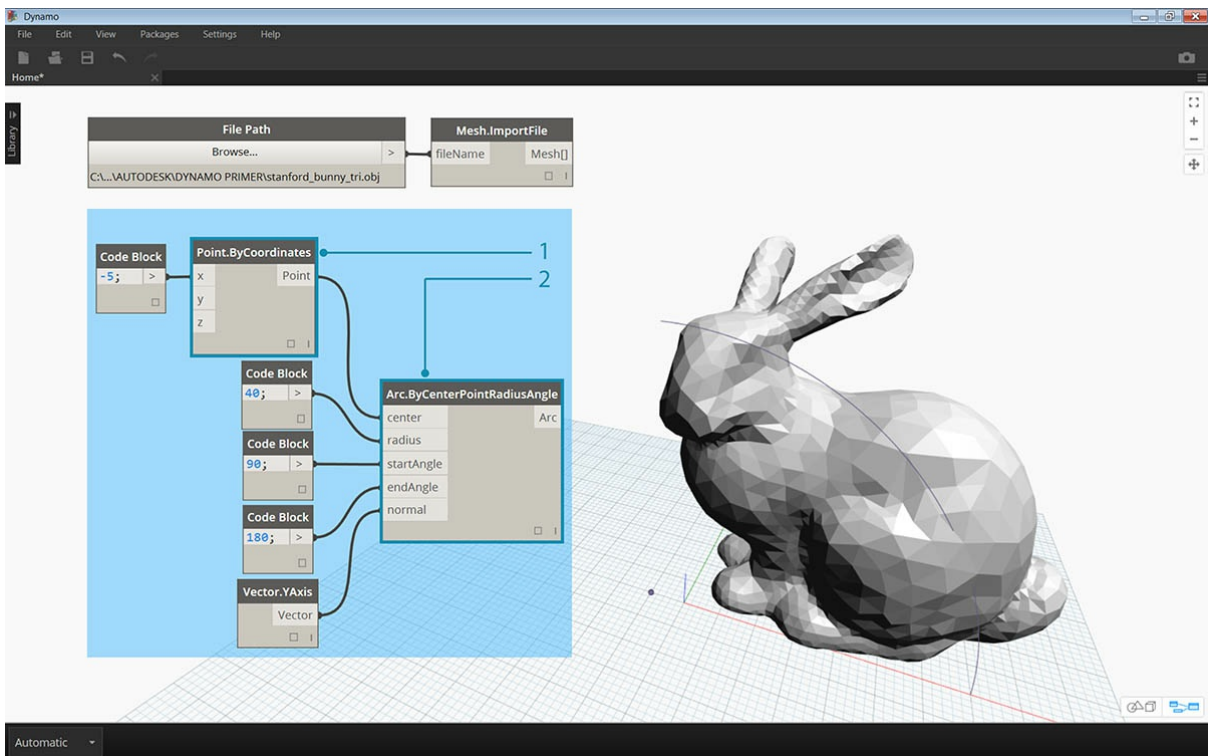 Dynamo
File Edit View Packages Settings Help
Home*
Library
File Path
Browse... >
C:\...\AUTODESK\DYNAMO PRIMER\stanford_bunny_tri.obj
Mesh.ImportFile
fileName Mesh[]
Code Block
-5; >
Point.ByCoordinates
x Point
y
z
1
2
Code Block
40; >
Code Block
90; >
Code Block
180; >
Vector.YAxis
Vector
Arc.ByCenterPointRadiusAngle
center Arc
radius
startAngle
endAngle
normal
Automatic